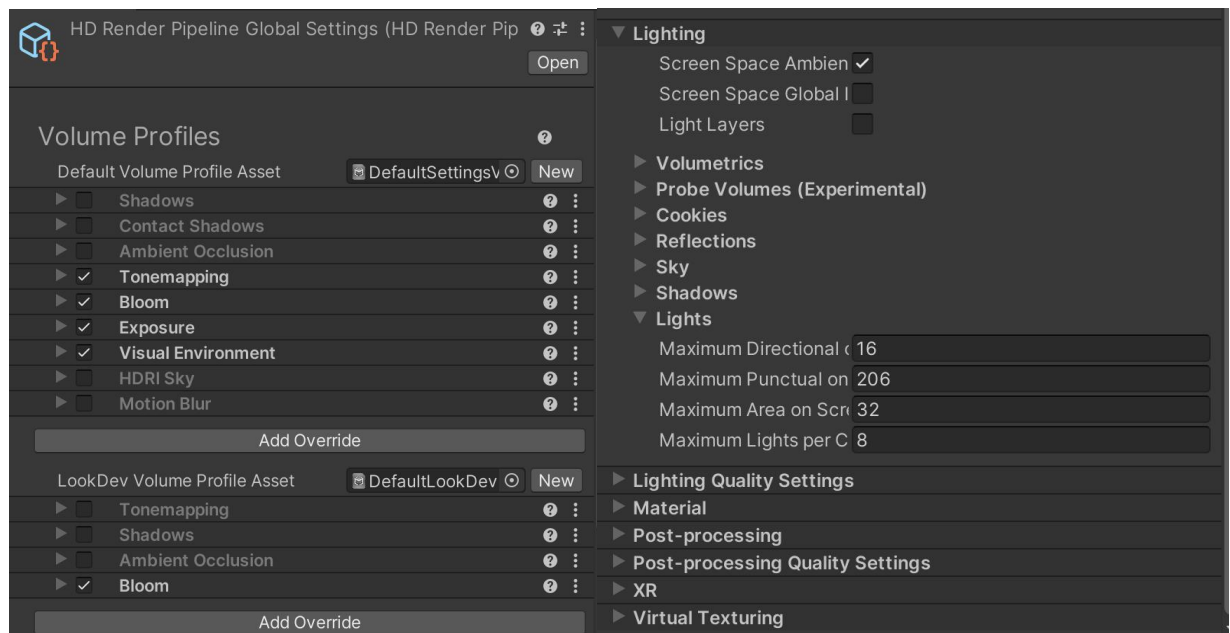 HD Render Pipeline Global Settings (HD Render Pip
Open
Volume Profiles
Default Volume Profile Asset DefaultSettingsV New
Shadows
Contact Shadows
Ambient Occlusion
Tonemapping
Bloom
Exposure
Visual Environment
HDRI Sky
Motion Blur
Add Override
LookDev Volume Profile Asset DefaultLookDev New
Tonemapping
Shadows
Ambient Occlusion
Bloom
Add Override
Lighting
Screen Space Ambien
Screen Space Global I
Light Layers
Volumetrics
Probe Volumes (Experimental)
Cookies
Reflections
Sky
Shadows
Lights
Maximum Directional 16
Maximum Punctual on 206
Maximum Area on Scr 32
Maximum Lights per C 8
Lighting Quality Settings
Material
Post-processing
Post-processing Quality Settings
XR
Virtual Texturing